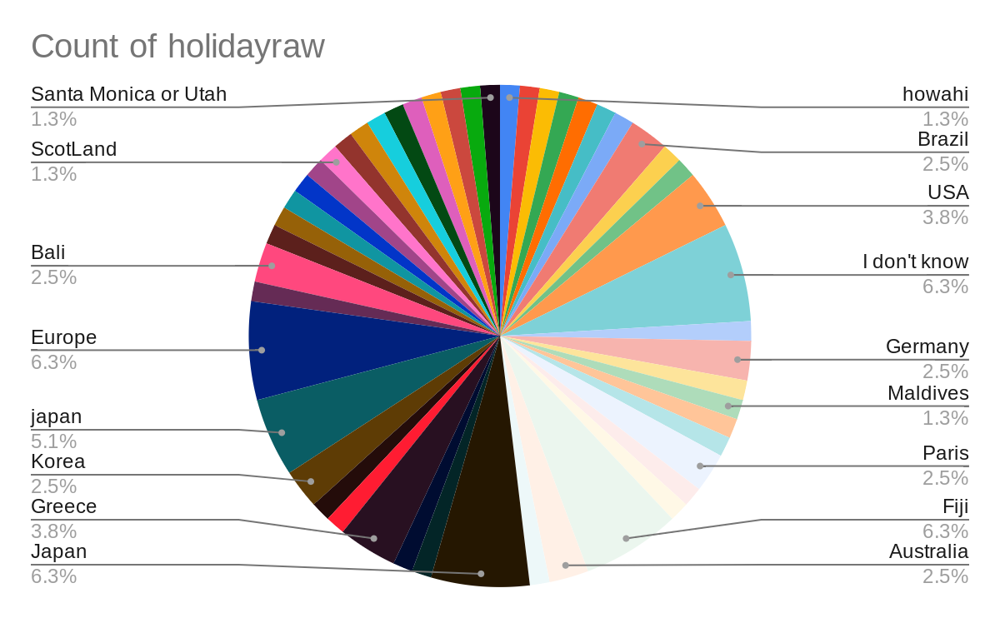 Count of holidayraw
Santa Monica or Utah
1.3%
ScotLand
1.3%
Bali
2.5%
Europe
6.3%
japan
5.1%
Korea
2.5%
Greece
3.8%
Japan
6.3%
howahi
1.3%
Brazil
2.5%
USA
3.8%
I don't know
6.3%
Germany
2.5%
Maldives
1.3%
Paris
2.5%
Fiji
6.3%
Australia
2.5%